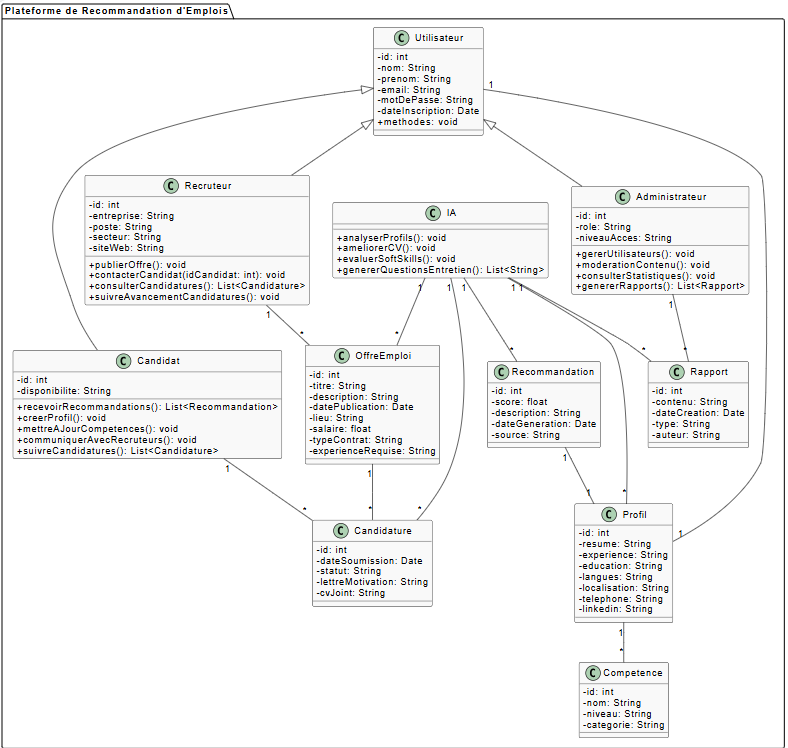 Plateforme de Recommandation d'Emplois
C Utilisateur
-id: int
-nom: String
-prenom: String
-email: String
-motDePasse: String
-dateInscription: Date
+methodes: void
1
C Recruteur
-id: int
-entreprise: String
-poste: String
-secteur: String
-siteWeb: String
+publierOffre(): void
+contacterCandidat(idCandidat: int): void
+consulterCandidatures(): List<Candidature>
+suivreAvancementCandidatures(): void
1
*
C IA
+analyserProfils(): void
+ameliorerCV(): void
+evaluerSoftSkills(): void
+genererQuestionsEntretien(): List<String>
1
1
1
1
1
*
*
*
*
*
C Administrateur
-id: int
-role: String
-niveauAcces: String
+gererUtilisateurs(): void
+moderationContenu(): void
+consulterStatistiques(): void
+genererRapports(): List<Rapport>
1
*
C Candidat
-id: int
-disponibilite: String
+recevoirRecommandations(): List<Recommandation>
+creerProfil(): void
+mettreAJourCompetences(): void
+communiquerAvecRecruteurs(): void
+suivreCandidatures(): List<Candidature>
1
*
C OffreEmploi
-id: int
-titre: String
-description: String
-datePublication: Date
-lieu: String
-salaire: float
-typeContrat: String
-experienceRequise: String
1
*
C Recommandation
-id: int
-score: float
-description: String
-dateGeneration: Date
-source: String
1
1
C Rapport
-id: int
-contenu: String
-dateCreation: Date
-type: String
-auteur: String
C Candidature
-id: int
-dateSoumission: Date
-statut: String
-lettreMotivation: String
-cvJoint: String
C Profil
-id: int
-resume: String
-experience: String
-education: String
-langues: String
-localisation: String
-telephone: String
-linkedin: String
1
1
*
C Competence
-id: int
-nom: String
-niveau: String
-categorie: String